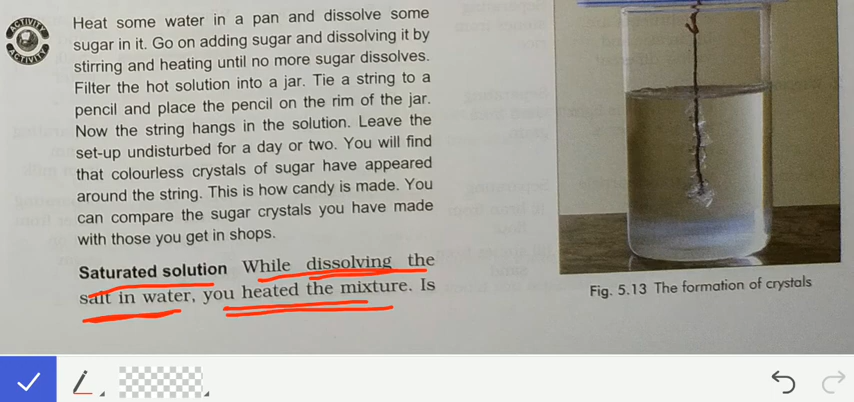 ACTIVITY
ACTIVITY
Heat some water in a pan and dissolve some
sugar in it. Go on adding sugar and dissolving it by
stirring and heating until no more sugar dissolves.
Filter the hot solution into a jar. Tie a string to a
pencil and place the pencil on the rim of the jar.
Now the string hangs in the solution. Leave the
set-up undisturbed for a day or two. You will find
that colourless crystals of sugar have appeared
around the string. This is how candy is made. You
can compare the sugar crystals you have made
with those you get in shops.
Saturated solution While dissolving the
salt in water, you heated the mixture. Is
Fig. 5.13 The formation of crystals